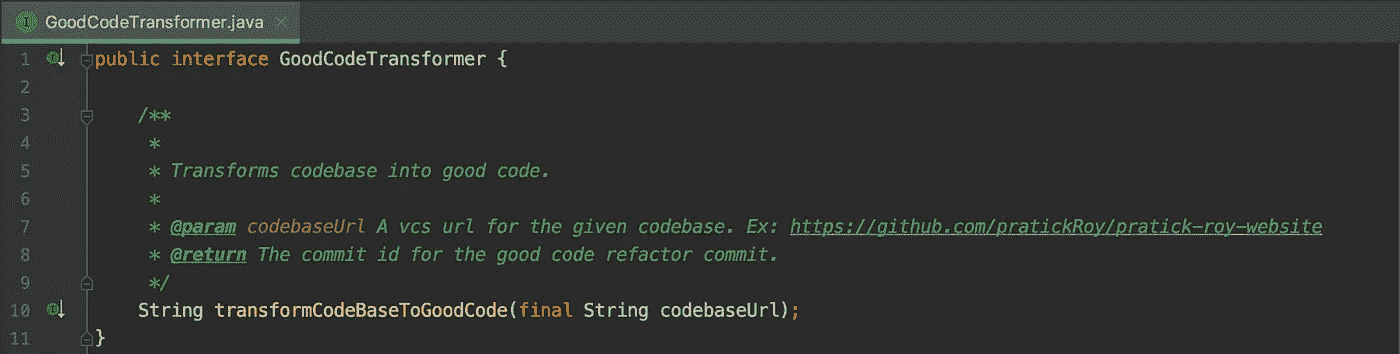 GoodCodeTransformer.java
1 public interface GoodCodeTransformer {
2
3 /**
4 *
5 * Transforms codebase into good code.
6 *
7 * @param codebaseUrl A vcs url for the given codebase. Ex: https://github.com/pratickRoy/pratick-roy-website
8 * @return The commit id for the good code refactor commit.
9 */
10 String transformCodeBaseToGoodCode(final String codebaseUrl);
11 }